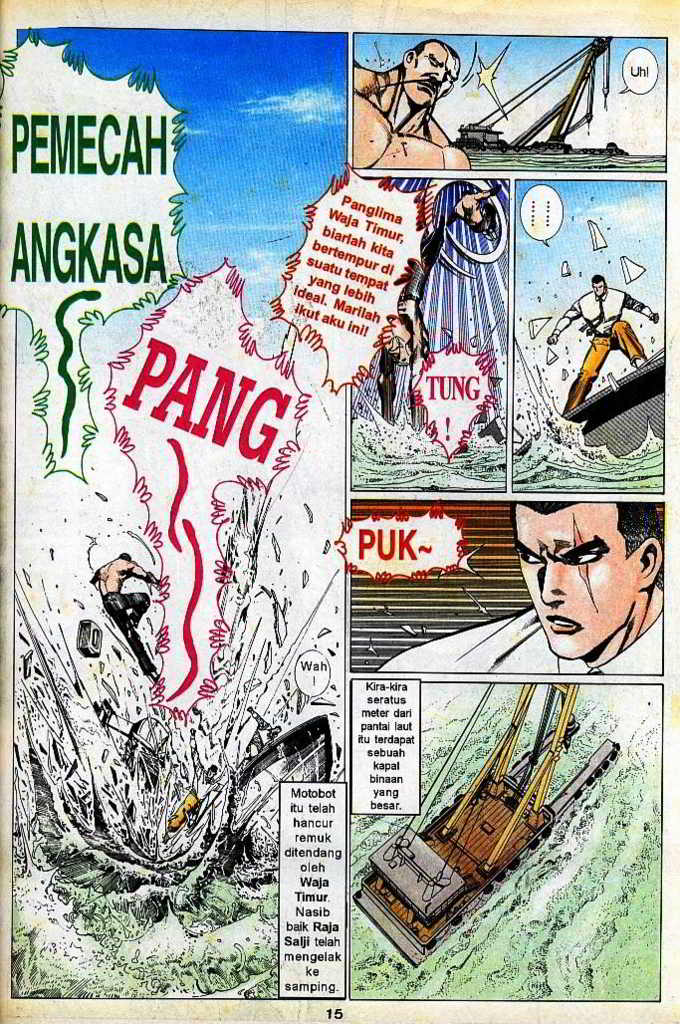 PEMECAH
ANGKASA
PANG
Wah
!
Motobot
itu telah
hancur
remuk
ditendang
oleh
Waja
Timur.
Nasib
baik Raja
Salji telah
mengelak
ke
samping.
Uh!
Panglima
Waja Timur,
biarlah kita
bertempur di
suatu tempat
yang lebih
ideal. Marilah
ikut aku ini!
TUNG
!
!!!
!!!
PUK~
Kira-kira
seratus
meter dari
pantai laut
itu terdapat
sebuah
kapal
binaan
yang
besar.
15